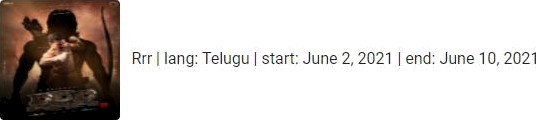 Rrr | lang: Telugu | start: June 2, 2021 | end: June 10, 2021